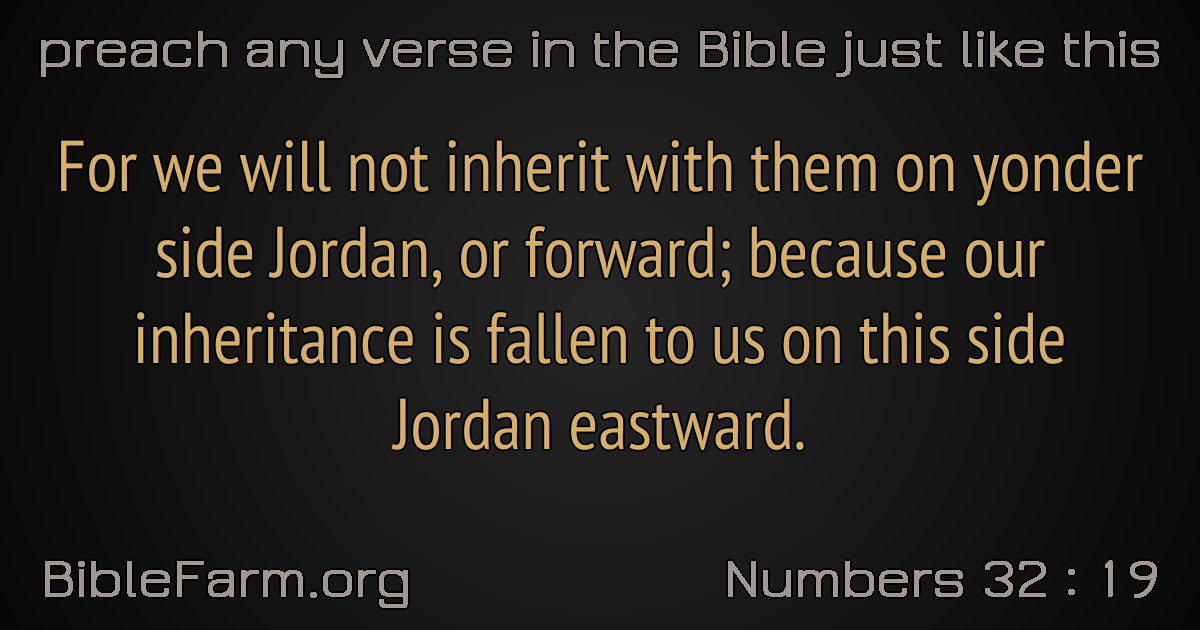 preach any verse in the Bible just like this
For we will not inherit with them on yonder
side Jordan, or forward; because our
inheritance is fallen to us on this side
Jordan eastward.
BibleFarm.org
Numbers 32 : 19